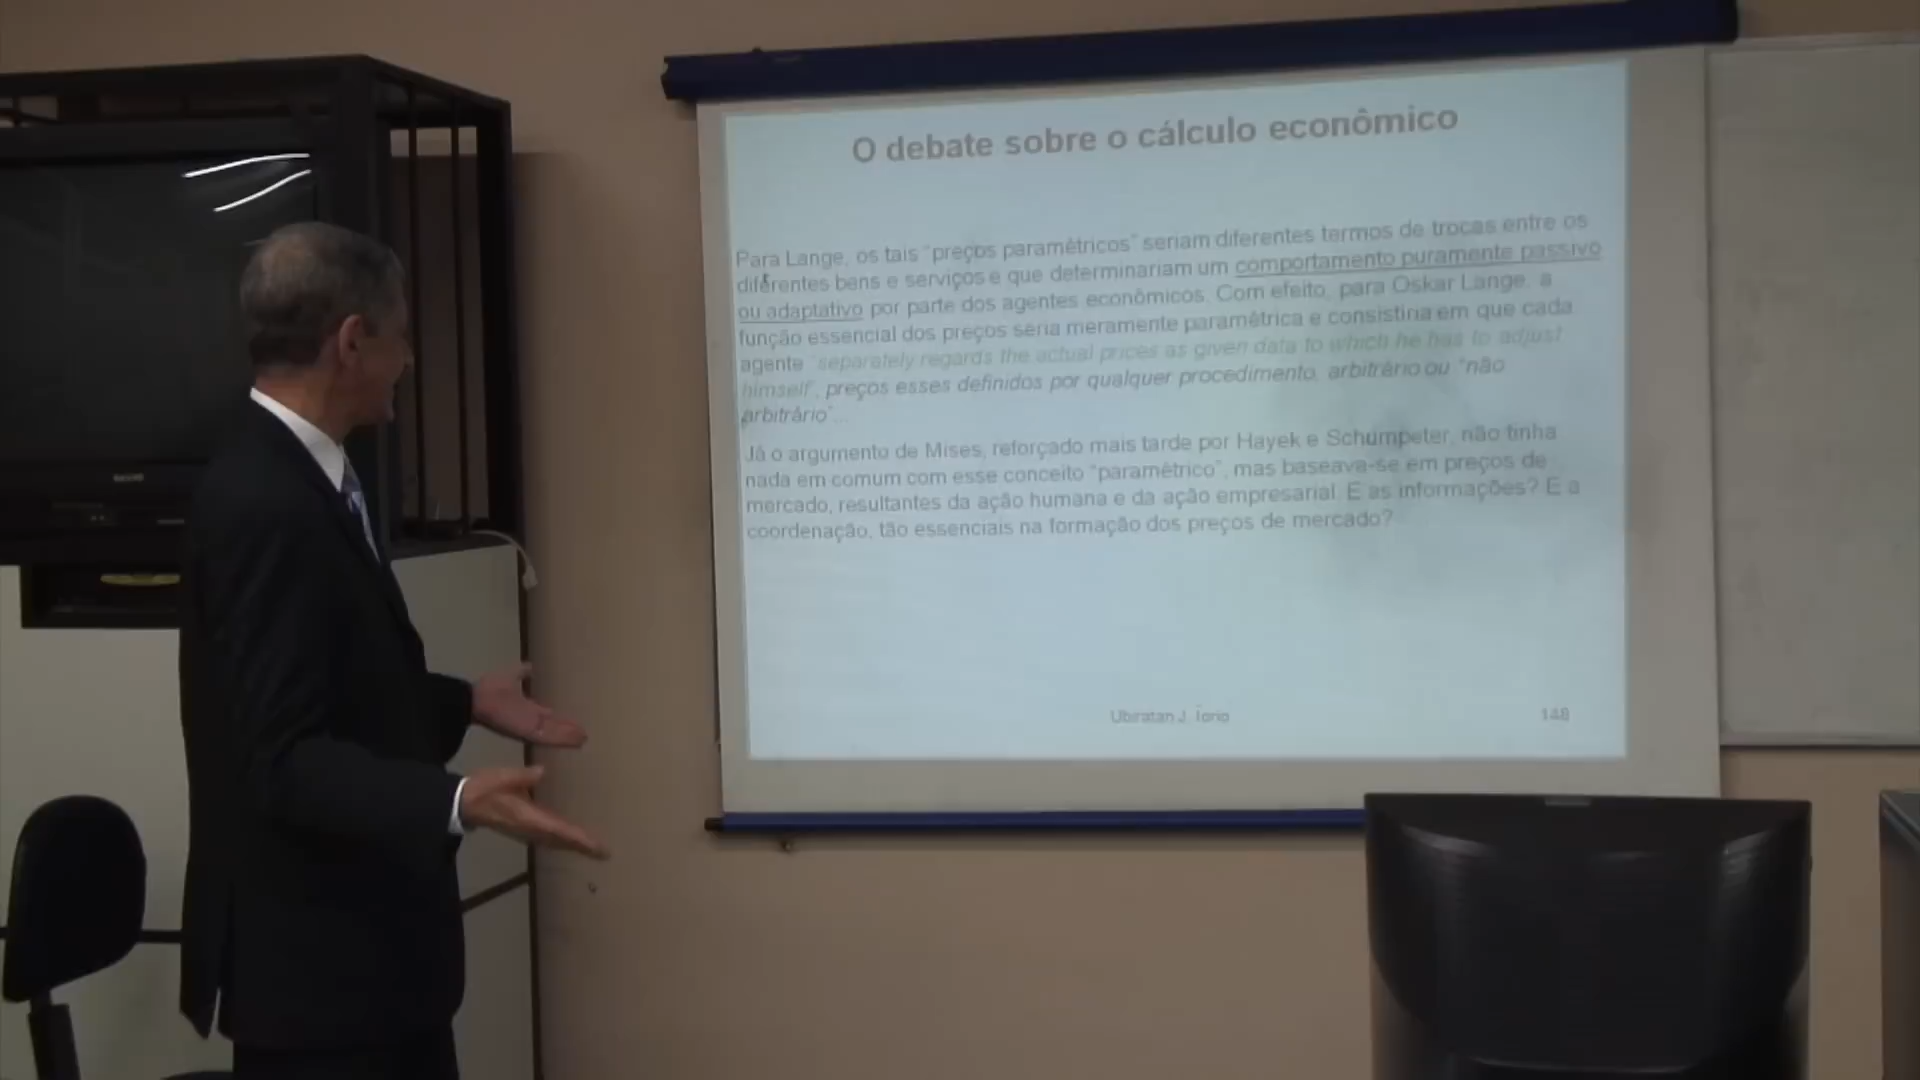 O debate sobre o cálculo econômico
Para Lange, os tais “preços paramétricos” seriam diferentes termos de trocas entre os
diferentes bens e serviços e que determinariam um comportamento puramente passivo
ou adaptativo por parte dos agentes econômicos. Com efeito, para Oskar Lange, a
função essencial dos preços seria meramente paramétrica e consistiria em que cada
agente “separately regards the actual prices as given data to which he has to adjust
himself”, preços esses definidos por qualquer procedimento, arbitrário ou “não
arbitrário”...
Já o argumento de Mises, reforçado mais tarde por Hayek e Schumpeter, não tinha
nada em comum com esse conceito “paramétrico”, mas baseava-se em preços de
mercado, resultantes da ação humana e da ação empresarial. E as informações? E a
coordenação, tão essenciais na formação dos preços de mercado?
Ubiratan J. Iorio
148
SANYO